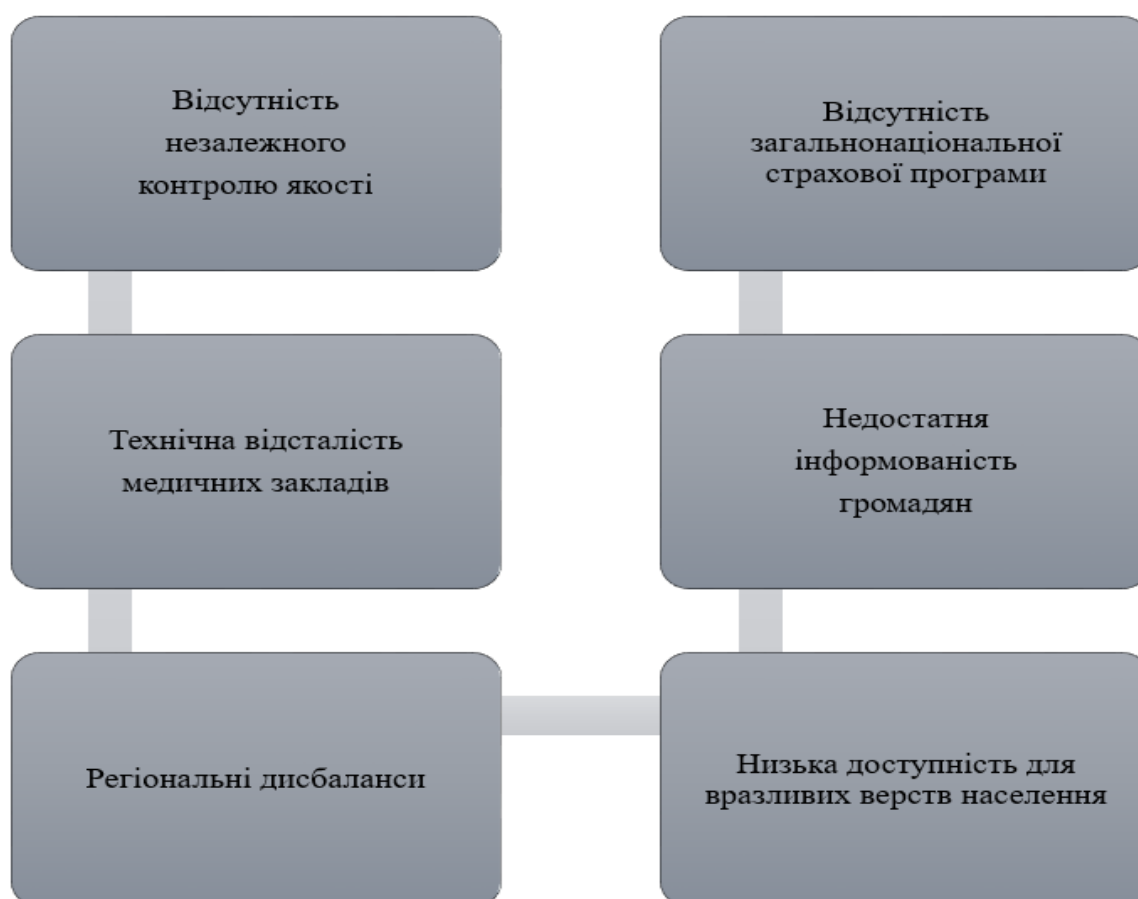 Відсутність
незалежного
контролю якості
Технічна відсталість
медичних закладів
Регіональні дисбаланси
Низька доступність для
вразливих верств населення
Недостатня
інформованість
громадян
Відсутність
загальнонаціональної
страхової програми